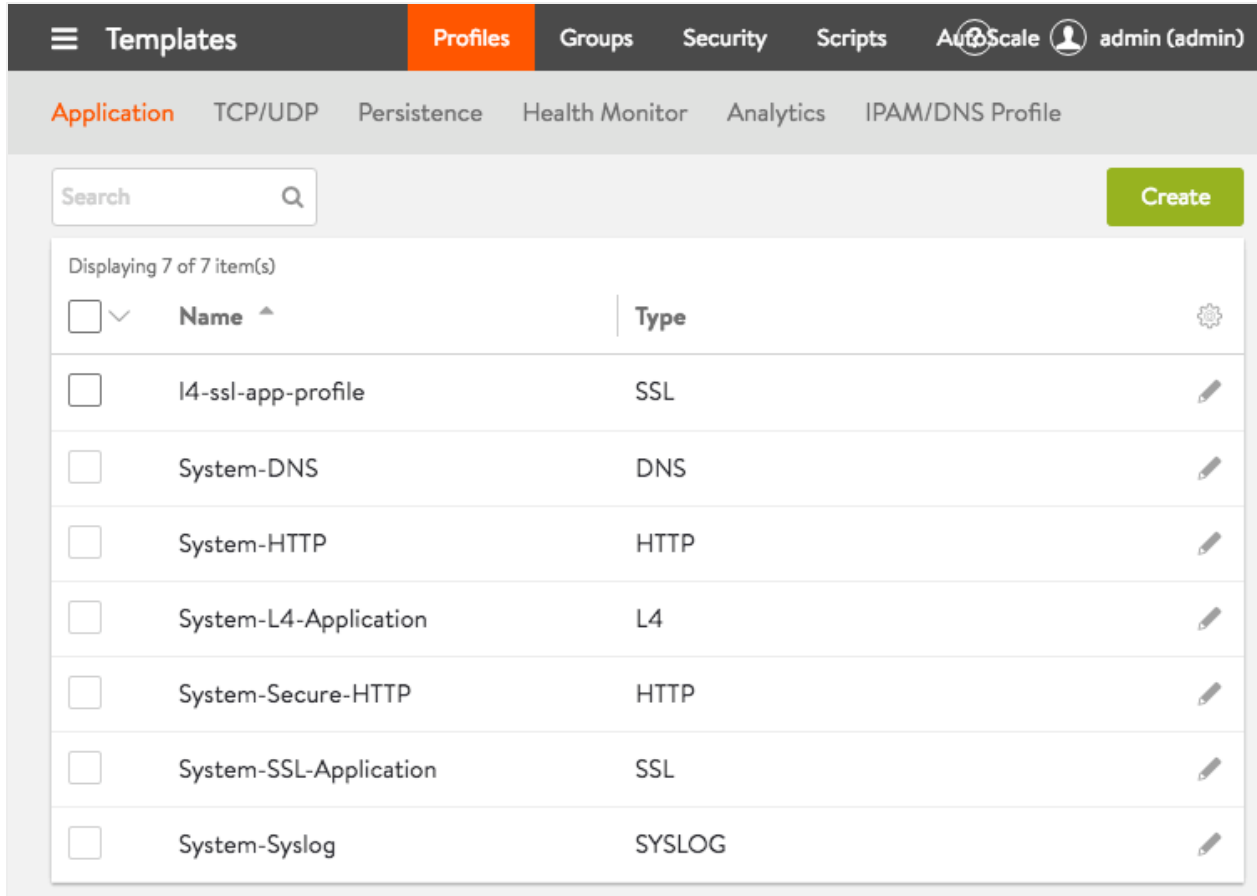 Templates Profiles Groups Security Scripts AutoScale ? admin (admin)
Application TCP/UDP Persistence Health Monitor Analytics IPAM/DNS Profile
Search Create
Displaying 7 of 7 item(s)
Name Type
l4-ssl-app-profile SSL
System-DNS DNS
System-HTTP HTTP
System-L4-Application L4
System-Secure-HTTP HTTP
System-SSL-Application SSL
System-Syslog SYSLOG